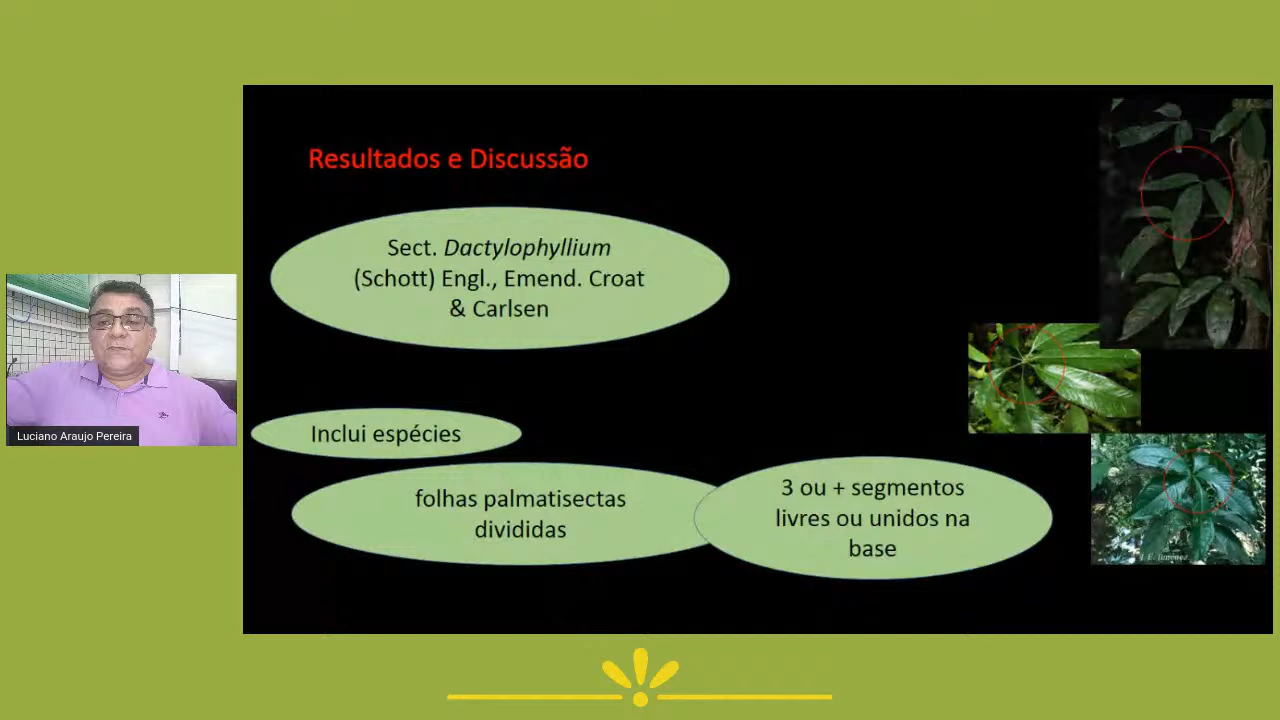 Resultados e Discussão
Sect. Dactylophyllium
(Schott) Engl., Emend. Croat
& Carlsen
Inclui espécies
folhas palmatisectas
divididas
3 ou + segmentos
livres ou unidos na
base
Luciano Araujo Pereira